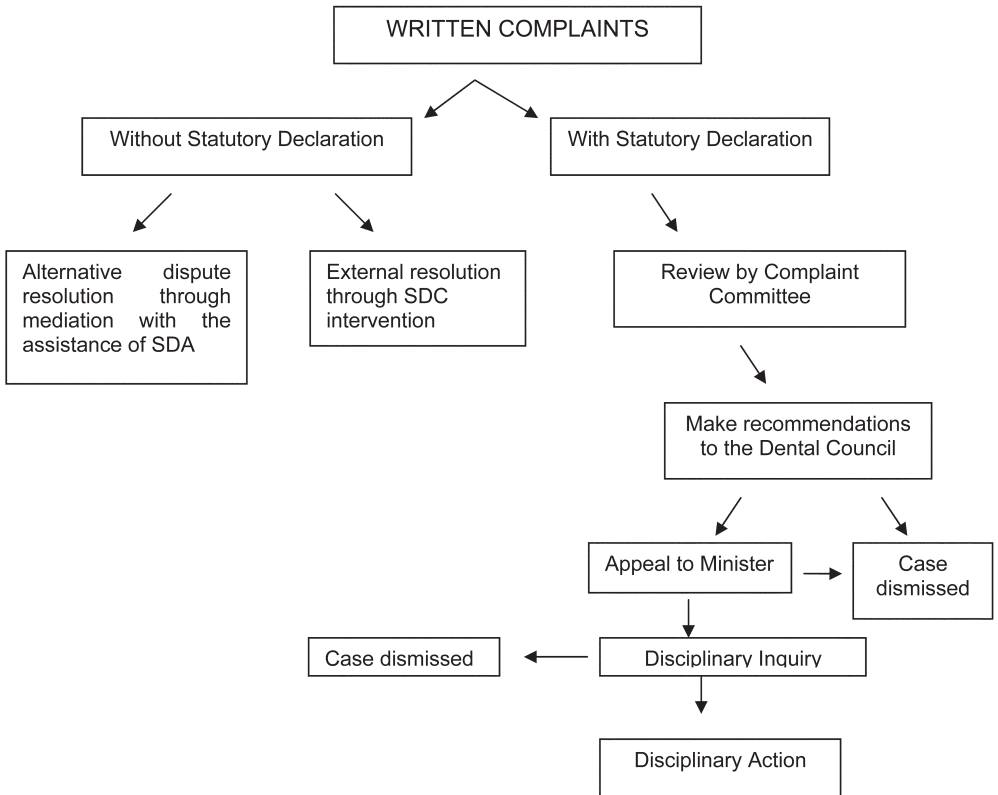 WRITTEN COMPLAINTS
Without Statutory Declaration
With Statutory Declaration
Alternative dispute
resolution through
mediation with the
assistance of SDA
External resolution
through SDC
intervention
Review by Complaint
Committee
Make recommendations
to the Dental Council
Appeal to Minister
Case
dismissed
Case dismissed
Disciplinary Inquiry
Disciplinary Action